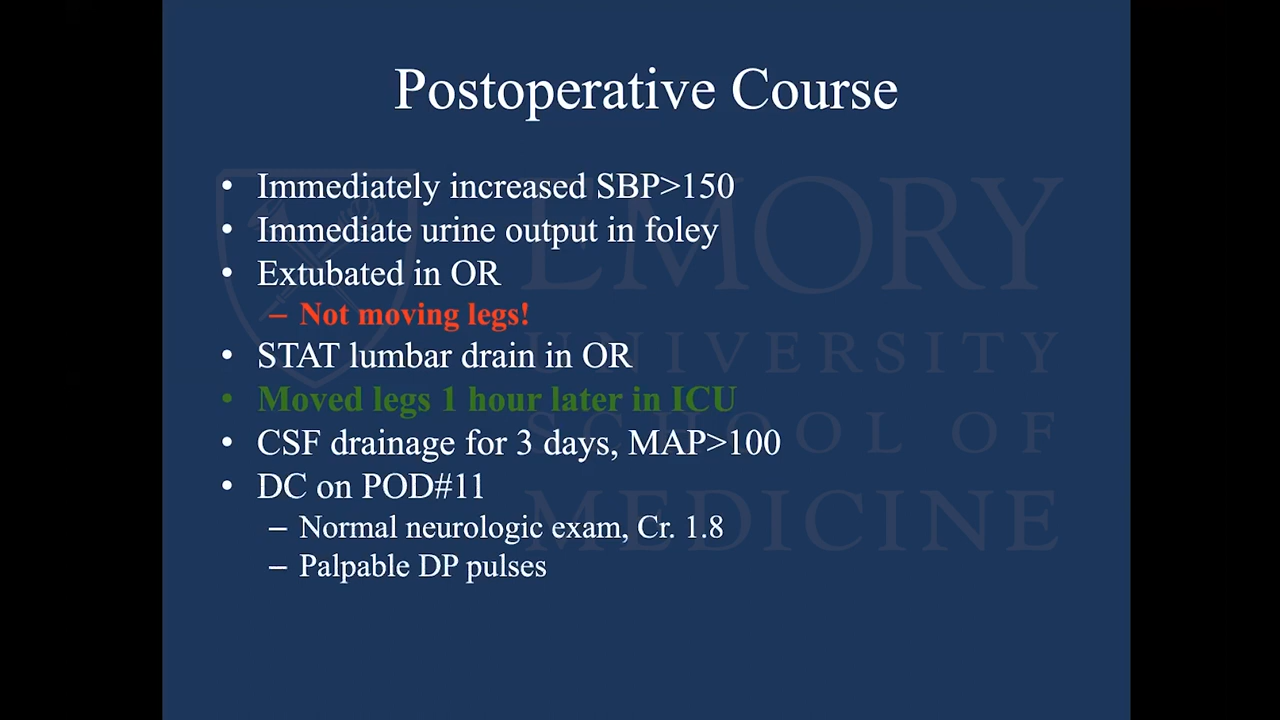 Postoperative Course
• Immediately increased SBP>150
• Immediate urine output in foley
• Extubated in OR
– Not moving legs!
• STAT lumbar drain in OR
• Moved legs 1 hour later in ICU
• CSF drainage for 3 days, MAP>100
• DC on POD#11
– Normal neurologic exam, Cr. 1.8
– Palpable DP pulses
EMORY
UNIVERSITY
SCHOOL OF
MEDICINE